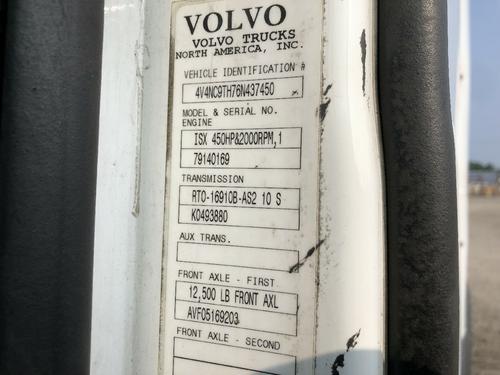 VOLVO
VOLVO TRUCKS
NORTH AMERICA, INC.
VEHICLE IDENTIFICATION #
4V4NC9TH76N437450
MODEL & SERIAL NO.
ENGINE
ISX 450HP&2000RPM,1
79140169
TRANSMISSION
RTO-16910B-AS2 10 S
K0493880
AUX TRANS.
FRONT AXLE - FIRST
12,500 LB FRONT AXL
AVF05169203
FRONT AXLE - SECOND